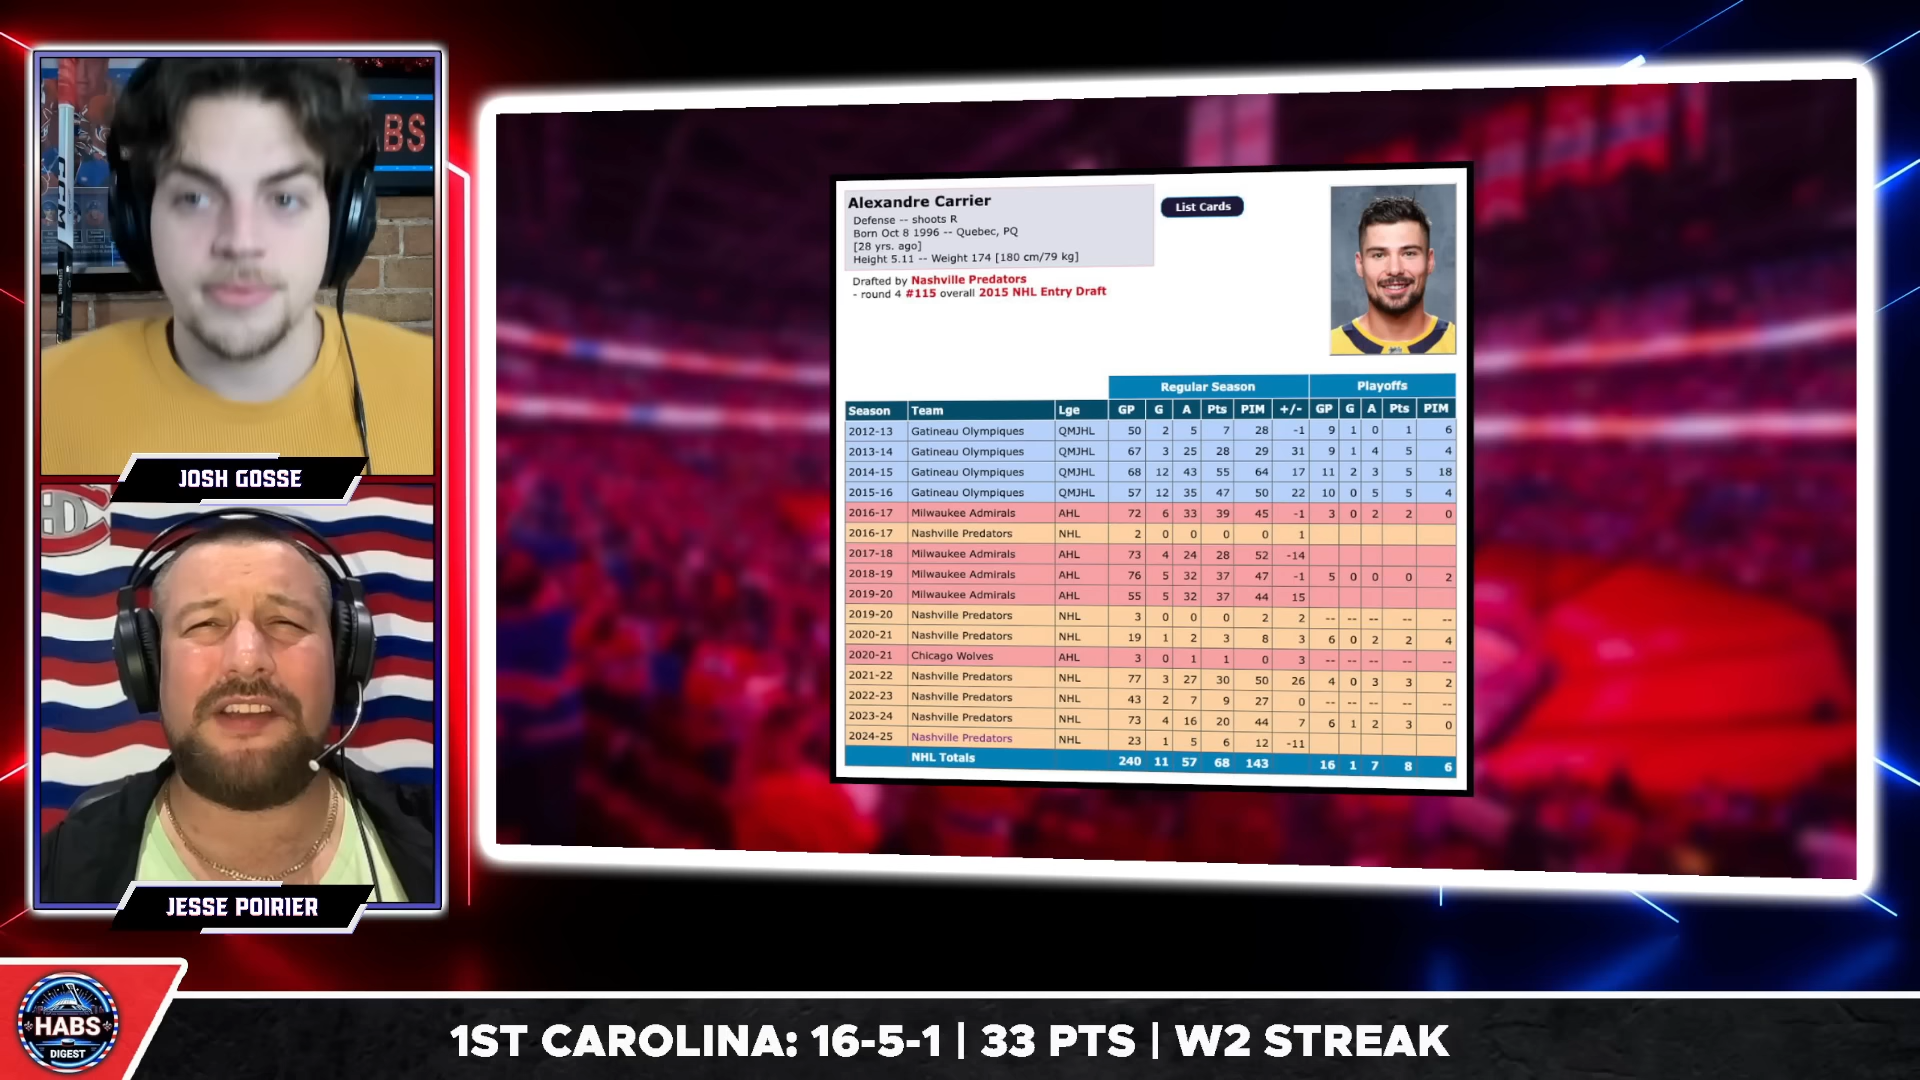 ABS
CCM
JOSH GOSSE
JESSE POIRIER
Alexandre Carrier
Defense -- shoots R
Born Oct 8 1996 -- Quebec, PQ
[28 yrs. ago]
Height 5.11 -- Weight 174 [180 cm/79 kg]
List Cards
Drafted by Nashville Predators
- round 4 #115 overall 2015 NHL Entry Draft
Regular Season Playoffs
Season Team Lge GP G A Pts PIM +/- GP G A Pts PIM
2012-13 Gatineau Olympiques QMJHL 50 2 5 7 28 -1 9 1 0 1 6
2013-14 Gatineau Olympiques QMJHL 67 3 25 28 29 31 9 1 4 5 4
2014-15 Gatineau Olympiques QMJHL 68 12 43 55 64 17 11 2 3 5 18
2015-16 Gatineau Olympiques QMJHL 57 12 35 47 50 22 10 0 5 5 4
2016-17 Milwaukee Admirals AHL 72 6 33 39 45 -1 3 0 2 2 0
2016-17 Nashville Predators NHL 2 0 0 0 0 1
2017-18 Milwaukee Admirals AHL 73 4 24 28 52 -14
2018-19 Milwaukee Admirals AHL 76 5 32 37 47 -1 5 0 0 0 2
2019-20 Milwaukee Admirals AHL 55 5 32 37 44 15
2019-20 Nashville Predators NHL 3 0 0 0 2 2 -- -- -- -- --
2020-21 Nashville Predators NHL 19 1 2 3 8 3 6 0 2 2 4
2020-21 Chicago Wolves AHL 3 0 1 1 0 3 -- -- -- -- --
2021-22 Nashville Predators NHL 77 3 27 30 50 26 4 0 3 3 2
2022-23 Nashville Predators NHL 43 2 7 9 27 0 -- -- -- -- --
2023-24 Nashville Predators NHL 73 4 16 20 44 7 6 1 2 3 0
2024-25 Nashville Predators NHL 23 1 5 6 12 -11
NHL Totals 240 11 57 68 143 16 1 7 8 6
HABS
DIGEST
1ST CAROLINA: 16-5-1 | 33 PTS | W2 STREAK